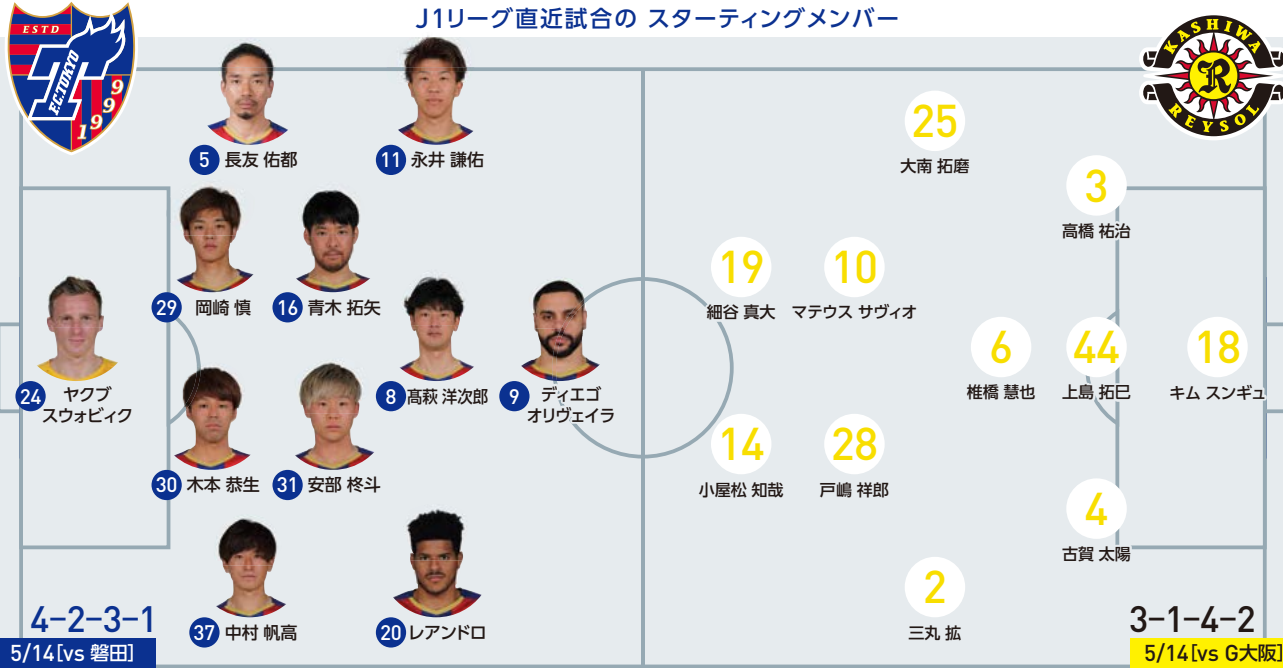 J1リーグ直近試合の スターティングメンバー
ESTD
F.C.TOKYO
1999
KASHIWA
R
REYSOL
5 長友 佑都
11 永井 謙佑
29 岡崎 慎
16 青木 拓矢
24 ヤクブ
スウォビィク
8 髙萩 洋次郎
9 ディエゴ
オリヴェイラ
30 木本 恭生
31 安部 柊斗
37 中村 帆高
20 レアンドロ
4-2-3-1
5/14[vs 磐田]
25
大南 拓磨
3
高橋 祐治
19
細谷 真大
10
マテウス サヴィオ
6
椎橋 慧也
44
上島 拓巳
18
キム スンギュ
14
小屋松 知哉
28
戸嶋 祥郎
4
古賀 太陽
2
三丸 拡
3-1-4-2
5/14[vs G大阪]